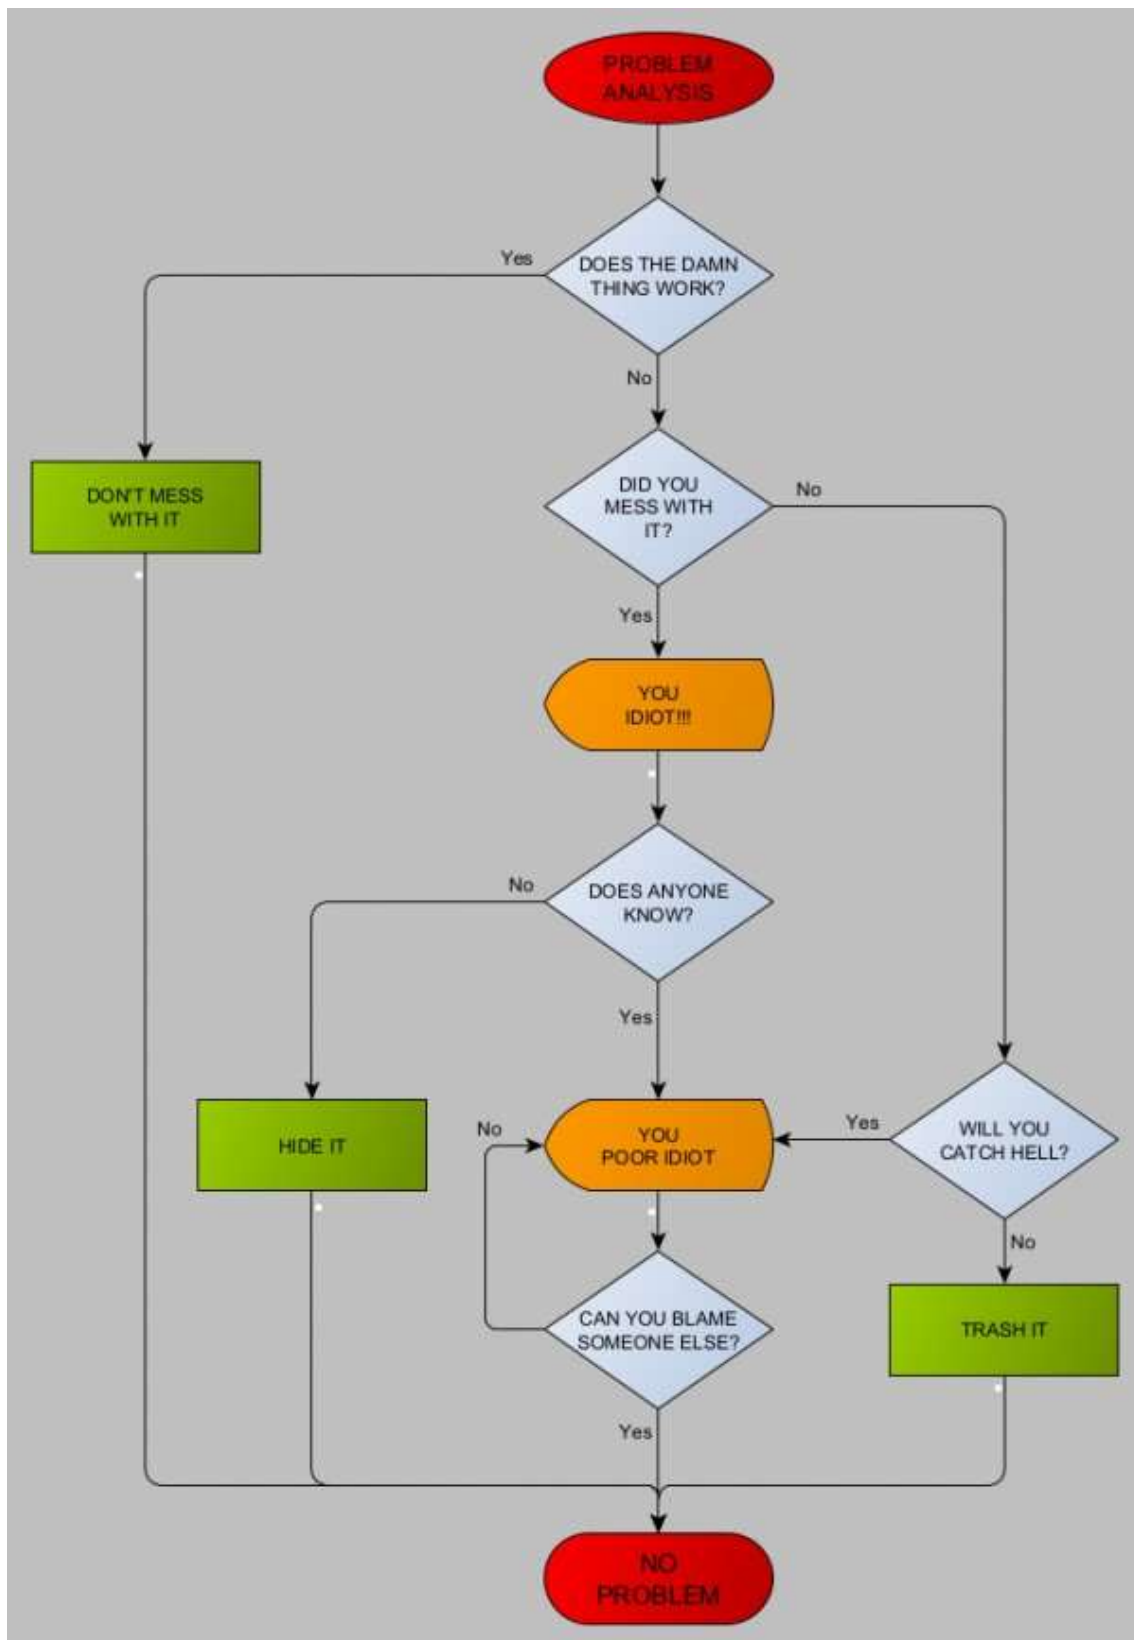 PROBLEM
ANALYSIS
Yes
DOES THE DAMN
THING WORK?
No
DON'T MESS
WITH IT
DID YOU
MESS WITH
IT?
No
Yes
YOU
IDIOT!!!
No
DOES ANYONE
KNOW?
Yes
HIDE IT
No
YOU
POOR IDIOT
Yes
WILL YOU
CATCH HELL?
No
CAN YOU BLAME
SOMEONE ELSE?
TRASH IT
Yes
NO
PROBLEM